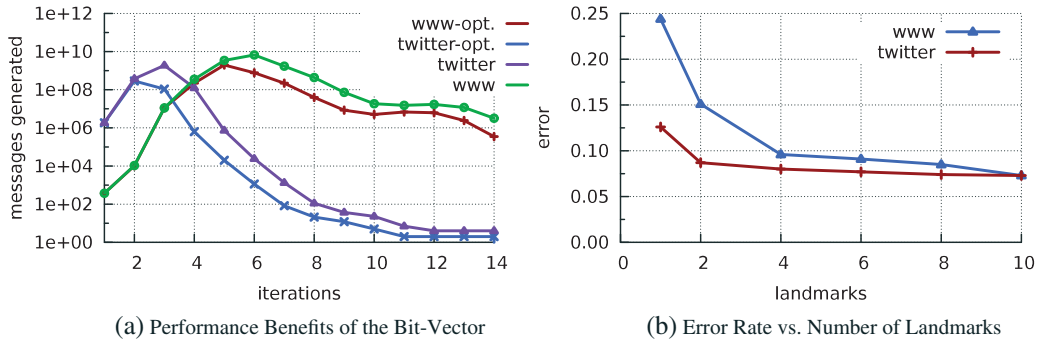 1e+12
1e+10
1e+08
1e+06
1e+04
1e+02
1e+00
messages generated
2 4 6 8 10 12 14
iterations
www-opt.
twitter-opt.
twitter
www
(a) Performance Benefits of the Bit-Vector
0.25
0.20
0.15
0.10
0.05
0.00
error
0 2 4 6 8 10
landmarks
www
twitter
(b) Error Rate vs. Number of Landmarks